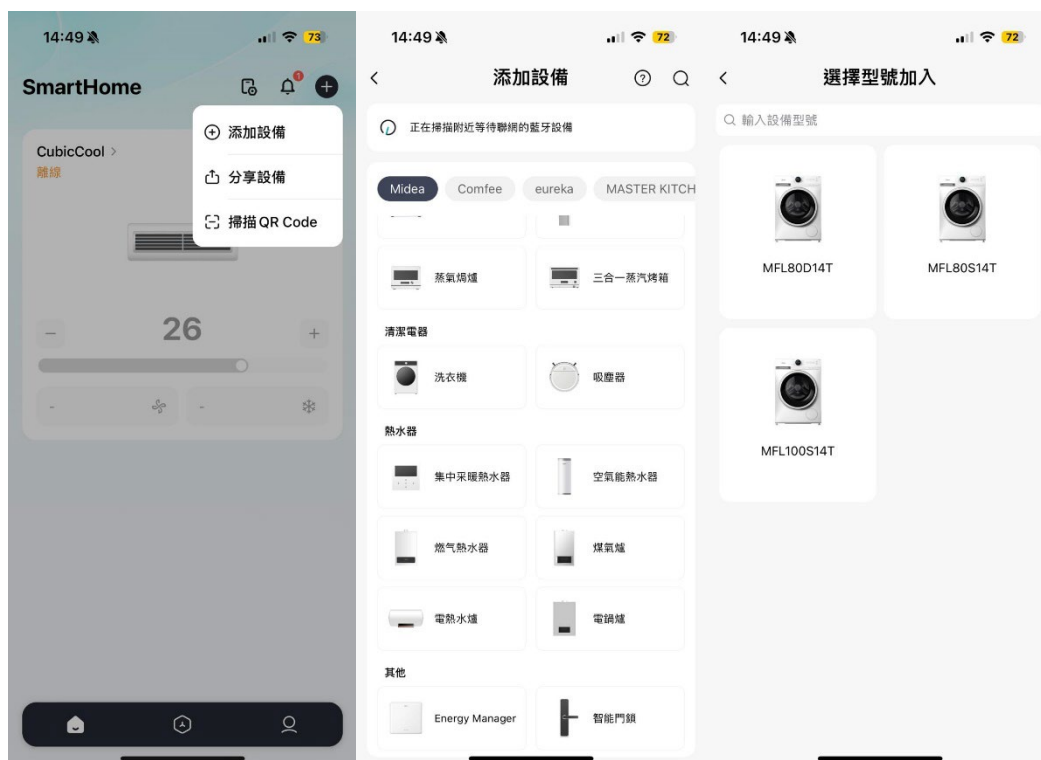 14:49
73
SmartHome
添加設備
分享設備
掃描 QR Code
CubicCool >
離線
26
14:49
72
添加設備
正在掃描附近等待聯網的藍牙設備
Midea
Comfee
eureka
MASTER KITCH
蒸氣焗爐
三合一蒸汽烤箱
清潔電器
洗衣機
吸塵器
熱水器
集中采暖熱水器
空氣能熱水器
燃气熱水器
煤氣爐
電熱水爐
電鍋爐
其他
Energy Manager
智能門鎖
14:49
72
選擇型號加入
輸入設備型號
MFL80D14T
MFL80S14T
MFL100S14T